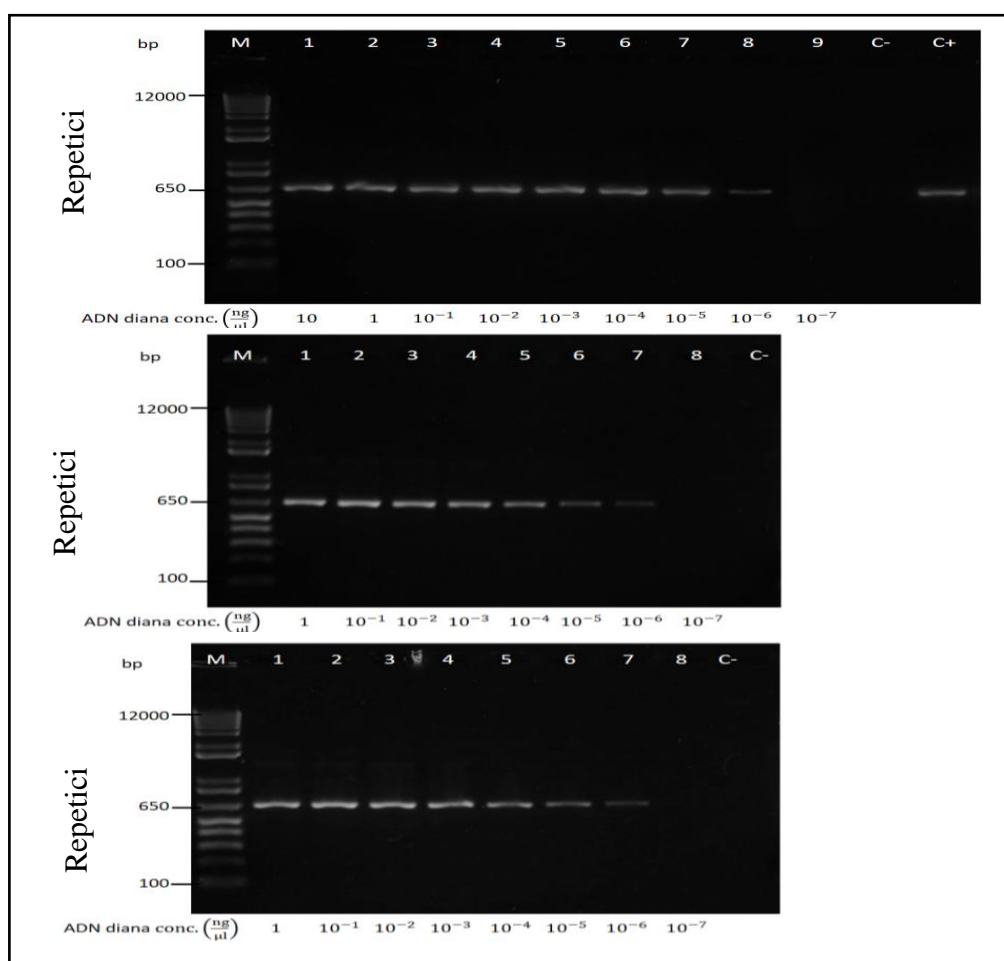 bp M 1 2 3 4 5 6 7 8 9 C- C+
12000
Repetici
650
100
ADN diana conc. (ng/µl) 10 1 10⁻¹ 10⁻² 10⁻³ 10⁻⁴ 10⁻⁵ 10⁻⁶ 10⁻⁷
bp M 1 2 3 4 5 6 7 8 C-
12000
Repetici
650
100
ADN diana conc. (ng/µl) 1 10⁻¹ 10⁻² 10⁻³ 10⁻⁴ 10⁻⁵ 10⁻⁶ 10⁻⁷
bp M 1 2 3 4 5 6 7 8 C-
12000
Repetici
650
100
ADN diana conc. (ng/µl) 1 10⁻¹ 10⁻² 10⁻³ 10⁻⁴ 10⁻⁵ 10⁻⁶ 10⁻⁷